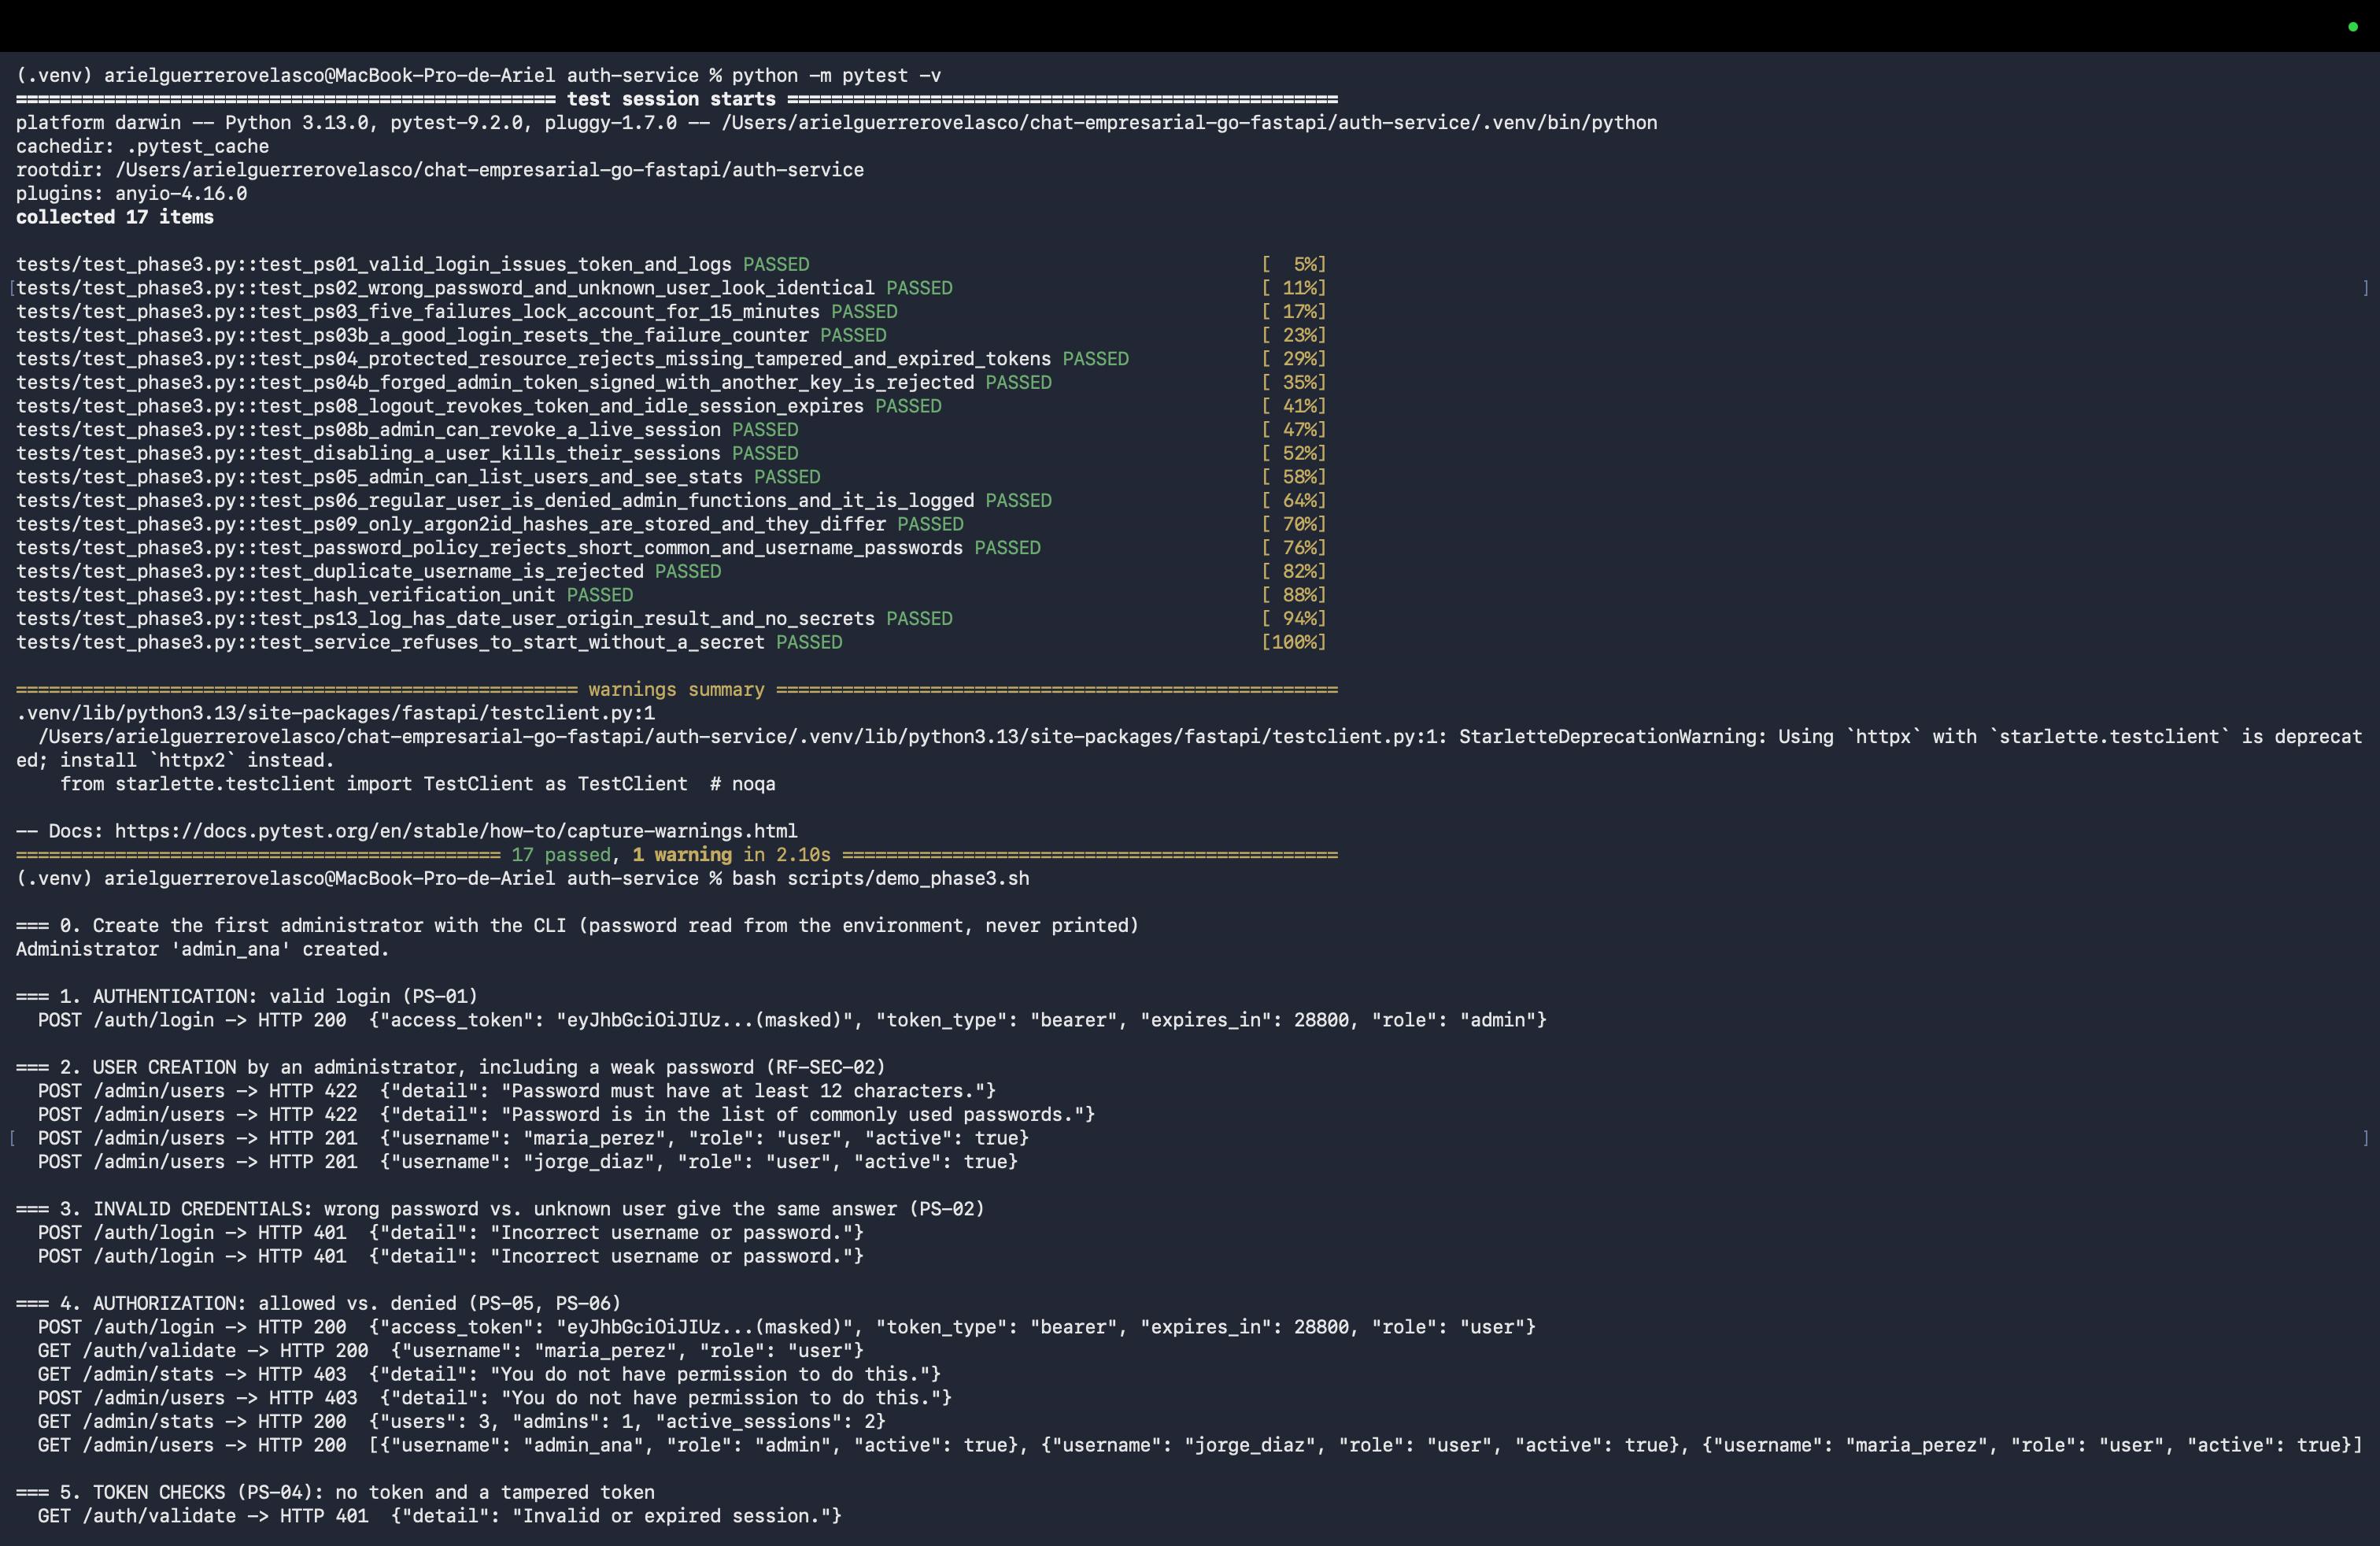 (.venv) arielguerrerovelasco@MacBook-Pro-de-Ariel auth-service % python -m pytest -v
================================================= test session starts ==================================================
platform darwin -- Python 3.13.0, pytest-9.2.0, pluggy-1.7.0 -- /Users/arielguerrerovelasco/chat-empresarial-go-fastapi/auth-service/.venv/bin/python
cachedir: .pytest_cache
rootdir: /Users/arielguerrerovelasco/chat-empresarial-go-fastapi/auth-service
plugins: anyio-4.16.0
collected 17 items
tests/test_phase3.py::test_ps01_valid_login_issues_token_and_logs PASSED [  5%]
[tests/test_phase3.py::test_ps02_wrong_password_and_unknown_user_look_identical PASSED [ 11%] ]
tests/test_phase3.py::test_ps03_five_failures_lock_account_for_15_minutes PASSED [ 17%]
tests/test_phase3.py::test_ps03b_a_good_login_resets_the_failure_counter PASSED [ 23%]
tests/test_phase3.py::test_ps04_protected_resource_rejects_missing_tampered_and_expired_tokens PASSED [ 29%]
tests/test_phase3.py::test_ps04b_forged_admin_token_signed_with_another_key_is_rejected PASSED [ 35%]
tests/test_phase3.py::test_ps08_logout_revokes_token_and_idle_session_expires PASSED [ 41%]
tests/test_phase3.py::test_ps08b_admin_can_revoke_a_live_session PASSED [ 47%]
tests/test_phase3.py::test_disabling_a_user_kills_their_sessions PASSED [ 52%]
tests/test_phase3.py::test_ps05_admin_can_list_users_and_see_stats PASSED [ 58%]
tests/test_phase3.py::test_ps06_regular_user_is_denied_admin_functions_and_it_is_logged PASSED [ 64%]
tests/test_phase3.py::test_ps09_only_argon2id_hashes_are_stored_and_they_differ PASSED [ 70%]
tests/test_phase3.py::test_password_policy_rejects_short_common_and_username_passwords PASSED [ 76%]
tests/test_phase3.py::test_duplicate_username_is_rejected PASSED [ 82%]
tests/test_phase3.py::test_hash_verification_unit PASSED [ 88%]
tests/test_phase3.py::test_ps13_log_has_date_user_origin_result_and_no_secrets PASSED [ 94%]
tests/test_phase3.py::test_service_refuses_to_start_without_a_secret PASSED [100%]
=================================================== warnings summary ===================================================
.venv/lib/python3.13/site-packages/fastapi/testclient.py:1
  /Users/arielguerrerovelasco/chat-empresarial-go-fastapi/auth-service/.venv/lib/python3.13/site-packages/fastapi/testclient.py:1: StarletteDeprecationWarning: Using `httpx` with `starlette.testclient` is deprecat
ed; install `httpx2` instead.
    from starlette.testclient import TestClient as TestClient  # noqa
-- Docs: https://docs.pytest.org/en/stable/how-to/capture-warnings.html
============================================ 17 passed, 1 warning in 2.10s =============================================
(.venv) arielguerrerovelasco@MacBook-Pro-de-Ariel auth-service % bash scripts/demo_phase3.sh
=== 0. Create the first administrator with the CLI (password read from the environment, never printed)
Administrator 'admin_ana' created.
=== 1. AUTHENTICATION: valid login (PS-01)
  POST /auth/login -> HTTP 200  {"access_token": "eyJhbGciOiJIUz...(masked)", "token_type": "bearer", "expires_in": 28800, "role": "admin"}
=== 2. USER CREATION by an administrator, including a weak password (RF-SEC-02)
  POST /admin/users -> HTTP 422  {"detail": "Password must have at least 12 characters."}
  POST /admin/users -> HTTP 422  {"detail": "Password is in the list of commonly used passwords."}
[ POST /admin/users -> HTTP 201  {"username": "maria_perez", "role": "user", "active": true} ]
  POST /admin/users -> HTTP 201  {"username": "jorge_diaz", "role": "user", "active": true}
=== 3. INVALID CREDENTIALS: wrong password vs. unknown user give the same answer (PS-02)
  POST /auth/login -> HTTP 401  {"detail": "Incorrect username or password."}
  POST /auth/login -> HTTP 401  {"detail": "Incorrect username or password."}
=== 4. AUTHORIZATION: allowed vs. denied (PS-05, PS-06)
  POST /auth/login -> HTTP 200  {"access_token": "eyJhbGciOiJIUz...(masked)", "token_type": "bearer", "expires_in": 28800, "role": "user"}
  GET /auth/validate -> HTTP 200  {"username": "maria_perez", "role": "user"}
  GET /admin/stats -> HTTP 403  {"detail": "You do not have permission to do this."}
  POST /admin/users -> HTTP 403  {"detail": "You do not have permission to do this."}
  GET /admin/stats -> HTTP 200  {"users": 3, "admins": 1, "active_sessions": 2}
  GET /admin/users -> HTTP 200  [{"username": "admin_ana", "role": "admin", "active": true}, {"username": "jorge_diaz", "role": "user", "active": true}, {"username": "maria_perez", "role": "user", "active": true}]
=== 5. TOKEN CHECKS (PS-04): no token and a tampered token
  GET /auth/validate -> HTTP 401  {"detail": "Invalid or expired session."}